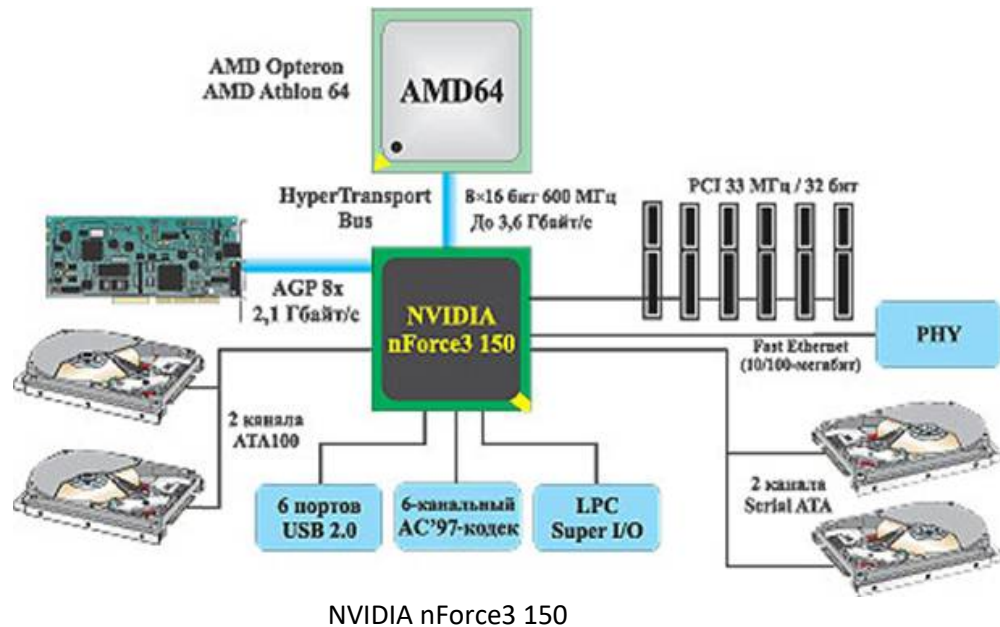 AMD Opteron
AMD Athlon 64
AMD64
HyperTransport
Bus
8×16 бит 600 МГц
До 3,6 Гбайт/с
PCI 33 МГц / 32 бит
AGP 8x
2,1 Гбайт/с
NVIDIA
nForce3 150
Fast Ethernet
(10/100-мегабит)
PHY
2 канала
ATA100
6 портов
USB 2.0
6-канальный
AC'97-кодек
LPC
Super I/O
2 канала
Serial ATA
NVIDIA nForce3 150